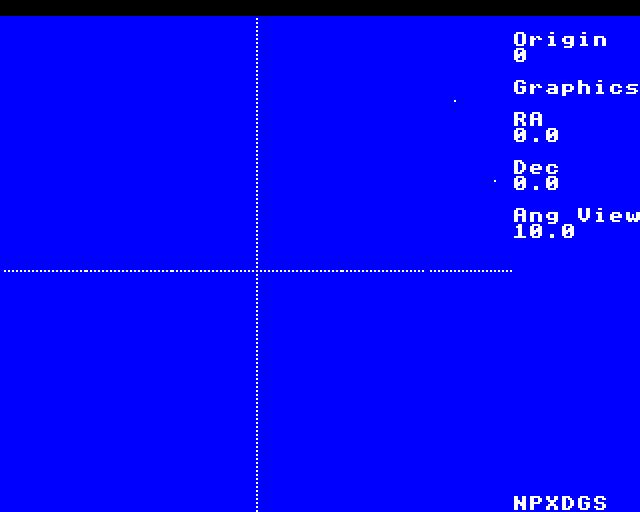 Origin
0
Graphics
RA
0.0
Dec
0.0
Ang View
10.0
NPXDGS